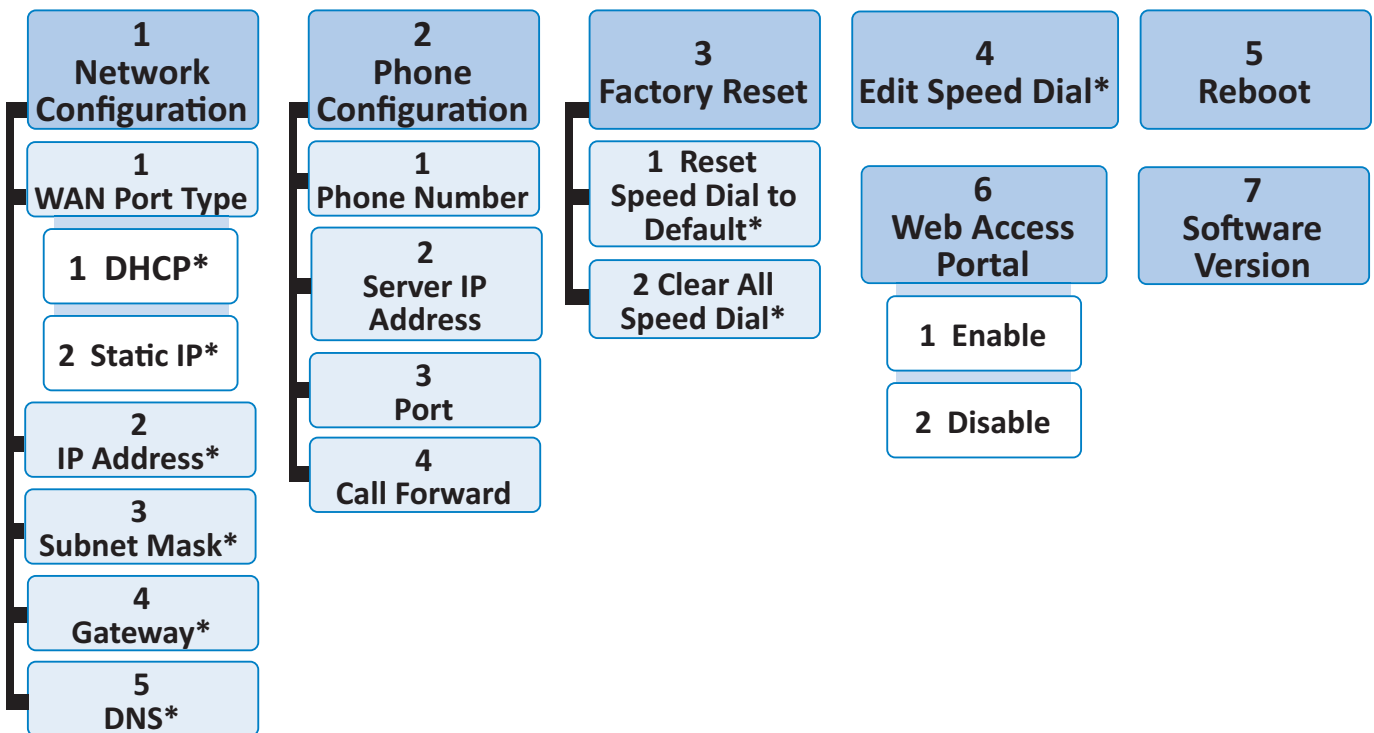 1
Network
Configuration
1
WAN Port Type
1 DHCP*
2 Static IP*
2
IP Address*
3
Subnet Mask*
4
Gateway*
5
DNS*
2
Phone
Configuration
1
Phone Number
2
Server IP
Address
3
Port
4
Call Forward
3
Factory Reset
1 Reset
Speed Dial to
Default*
2 Clear All
Speed Dial*
4
Edit Speed Dial*
5
Reboot
6
Web Access
Portal
1 Enable
2 Disable
7
Software
Version